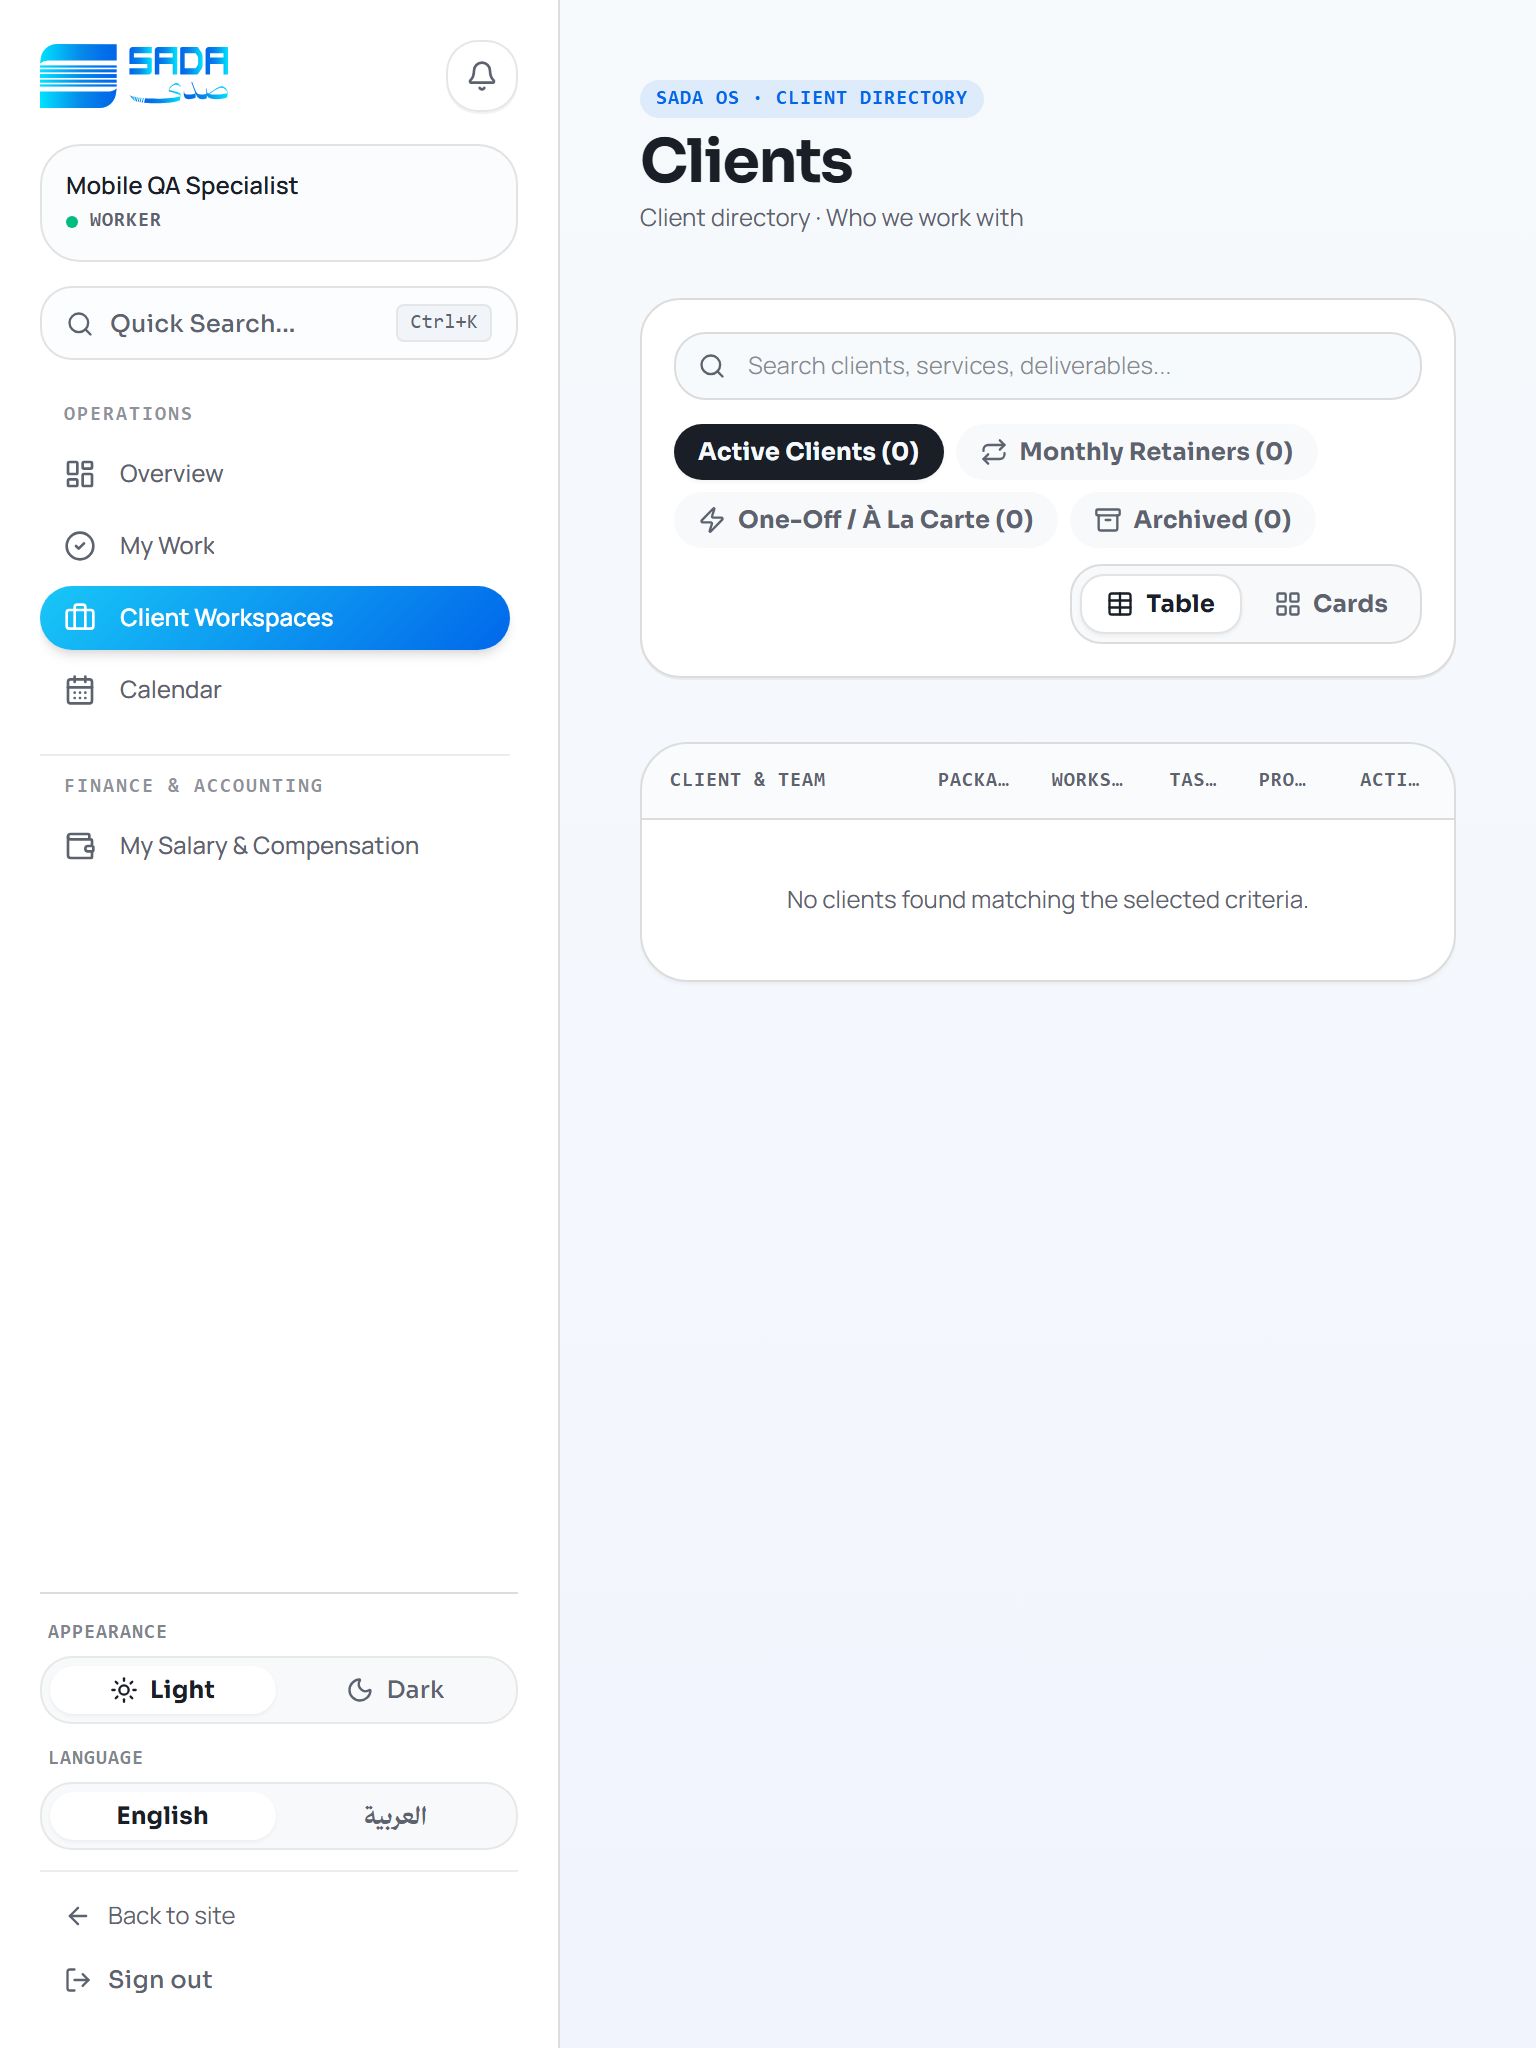 SADA
صدى
Mobile QA Specialist
WORKER
Quick Search...
Ctrl+K
OPERATIONS
Overview
My Work
Client Workspaces
Calendar
FINANCE & ACCOUNTING
My Salary & Compensation
APPEARANCE
Light
Dark
LANGUAGE
English
العربية
Back to site
Sign out
SADA OS · CLIENT DIRECTORY
Clients
Client directory · Who we work with
Search clients, services, deliverables...
Active Clients (0)
Monthly Retainers (0)
One-Off / À La Carte (0)
Archived (0)
Table
Cards
CLIENT & TEAM PACKA… WORKS… TAS… PRO… ACTI…
No clients found matching the selected criteria.